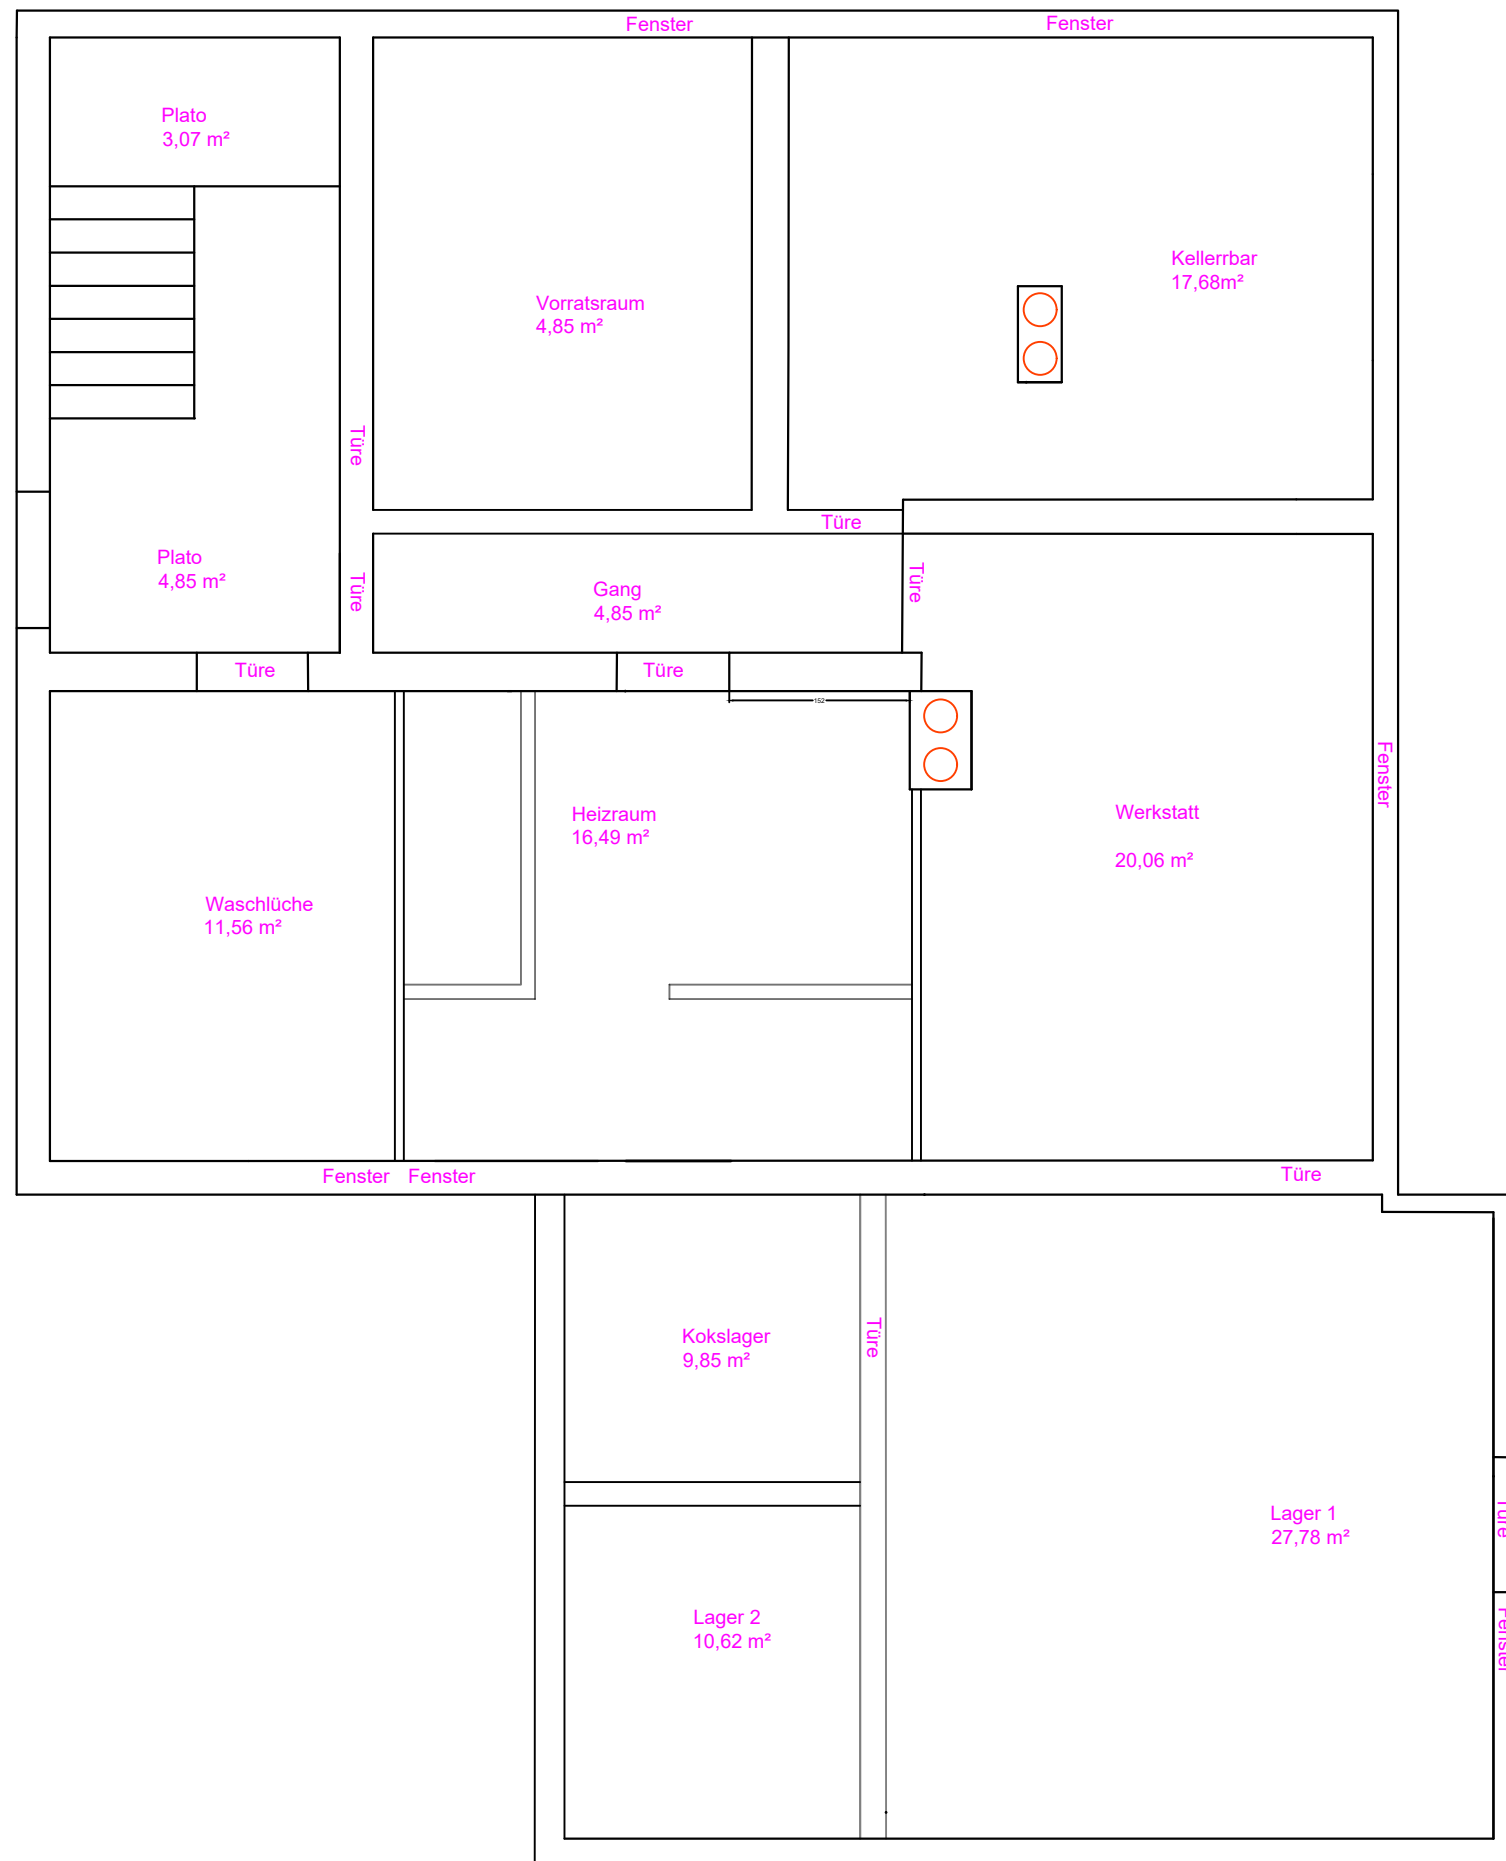 Fenster
Fenster
Plato
3,07 m²
Kellerrbar
17,68m²
Vorratsraum
4,85 m²
Türe
Türe
Plato
4,85 m²
Türe
Gang
4,85 m²
Türe
Türe
Türe
152
Fenster
Heizraum
16,49 m²
Werkstatt
20,06 m²
Waschlüche
11,56 m²
Fenster
Fenster
Türe
Kokslager
9,85 m²
Türe
Lager 1
27,78 m²
Türe
Lager 2
10,62 m²
Fenster